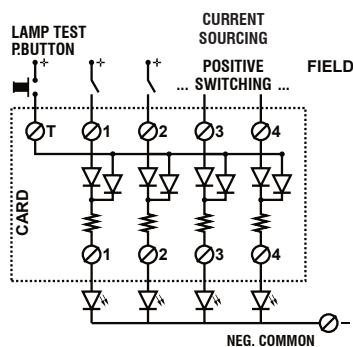 CURRENT
SOURCING
LAMP TEST
P.BUTTON
+ + +
POSITIVE
... SWITCHING ...
FIELD
T 1 2 3 4
CARD
1 2 3 4
NEG. COMMON
−